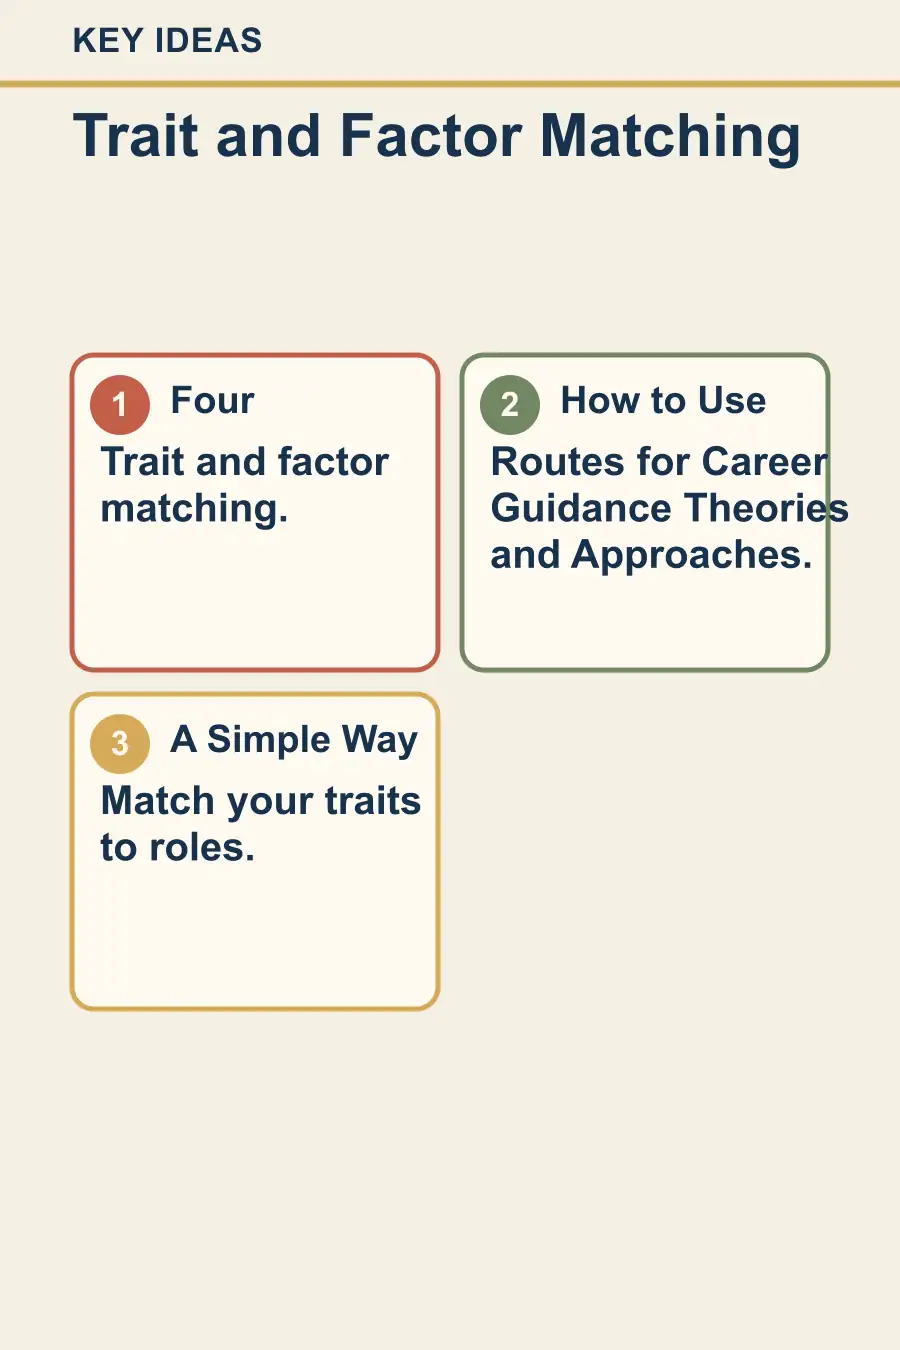 KEY IDEAS
Trait and Factor Matching
1 Four
Trait and factor
matching.
2 How to Use
Routes for Career
Guidance Theories
and Approaches.
3 A Simple Way
Match your traits
to roles.